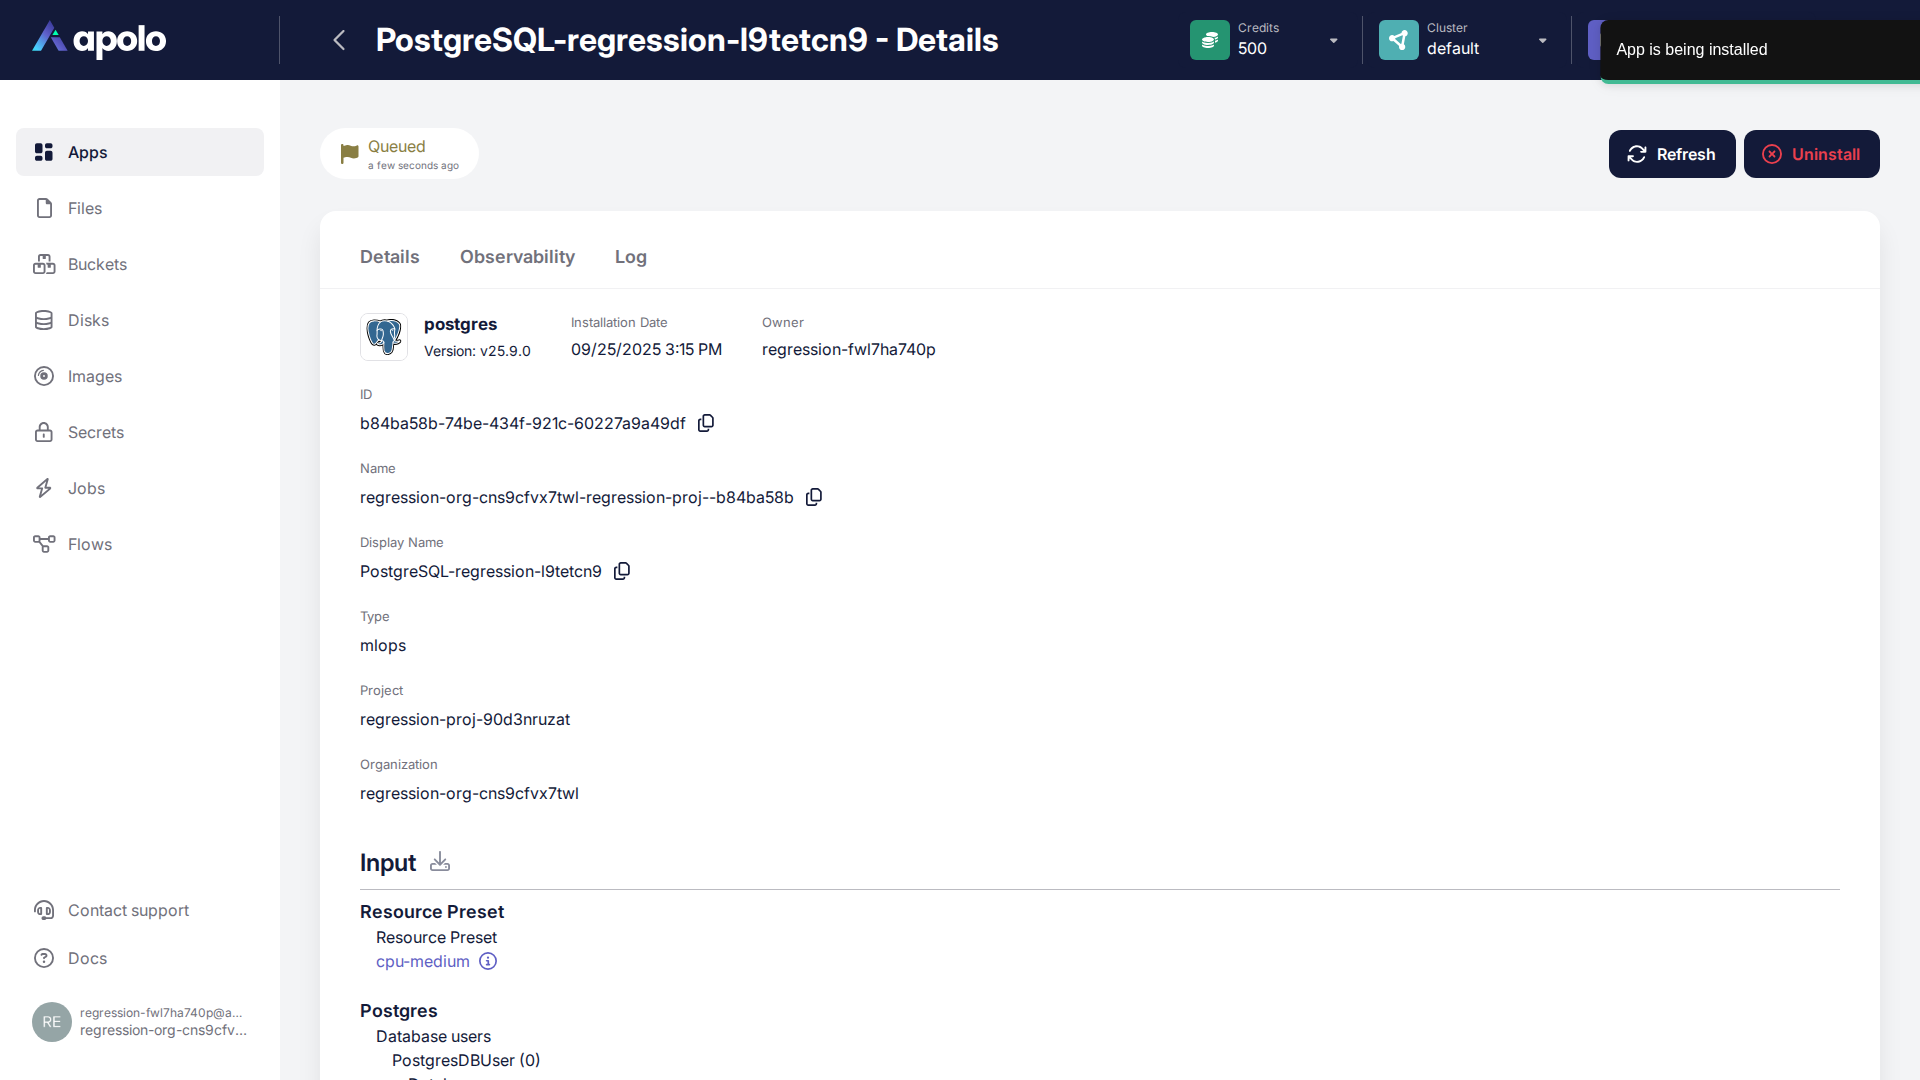 apolo
PostgreSQL-regression-l9tetcn9 - Details
Credits
500
Cluster
default
App is being installed
Apps
Files
Buckets
Disks
Images
Secrets
Jobs
Flows
Contact support
Docs
RE
regression-fwl7ha740p@a...
regression-org-cns9cfv...
Queued
a few seconds ago
Refresh
Uninstall
Details
Observability
Log
postgres
Version: v25.9.0
Installation Date
09/25/2025 3:15 PM
Owner
regression-fwl7ha740p
ID
b84ba58b-74be-434f-921c-60227a9a49df
Name
regression-org-cns9cfvx7twl-regression-proj--b84ba58b
Display Name
PostgreSQL-regression-l9tetcn9
Type
mlops
Project
regression-proj-90d3nruzat
Organization
regression-org-cns9cfvx7twl
Input
Resource Preset
Resource Preset
cpu-medium
Postgres
Database users
PostgresDBUser (0)